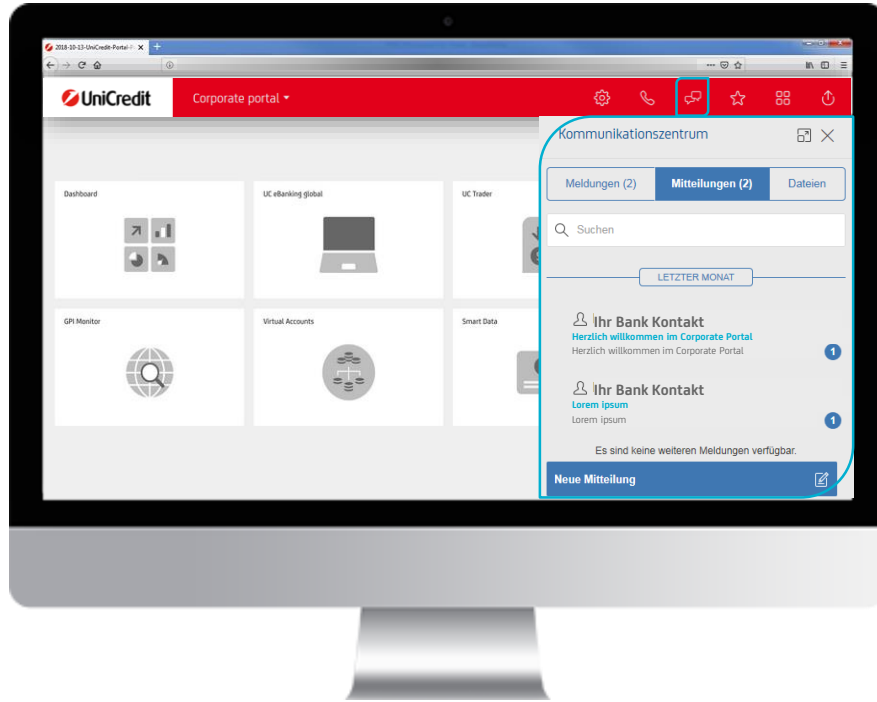 2018-10-13-UniCredit-Portal-P
UniCredit
Corporate portal
Kommunikationszentrum
Meldungen (2)
Mitteilungen (2)
Dateien
Suchen
LETZTER MONAT
Dashboard
UC eBanking global
UC Trader
GPI Monitor
Virtual Accounts
Smart Data
Ihr Bank Kontakt
Herzlich willkommen im Corporate Portal
Herzlich willkommen im Corporate Portal
1
Ihr Bank Kontakt
Lorem ipsum
Lorem ipsum
1
Es sind keine weiteren Meldungen verfügbar.
Neue Mitteilung